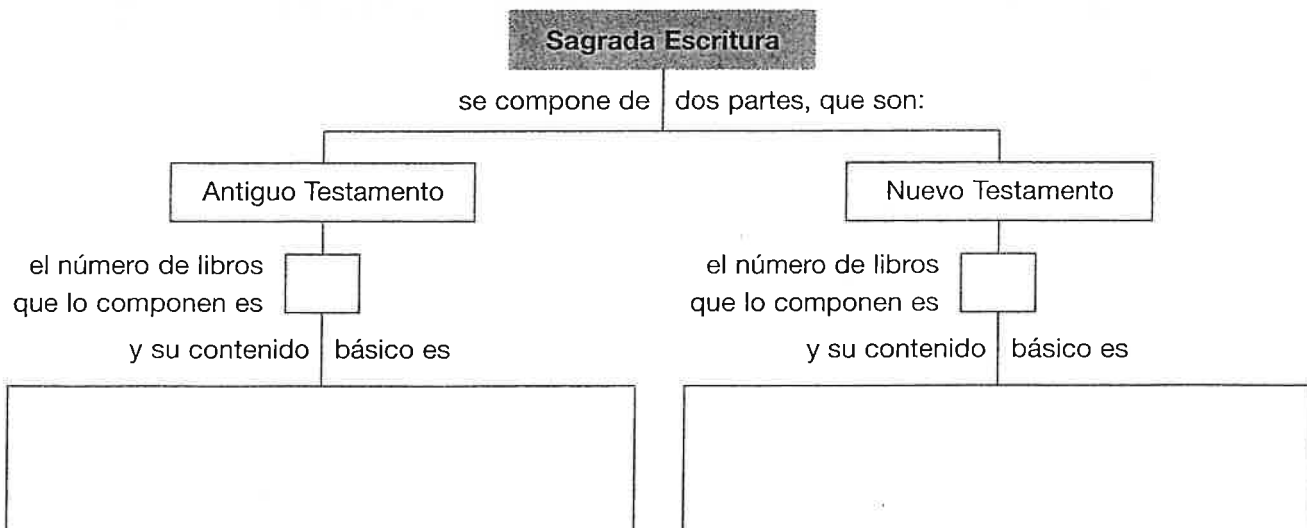 Sagrada Escritura
se compone de dos partes, que son:
Antiguo Testamento
Nuevo Testamento
el número de libros
que lo componen es
el número de libros
que lo componen es
y su contenido básico es
y su contenido básico es